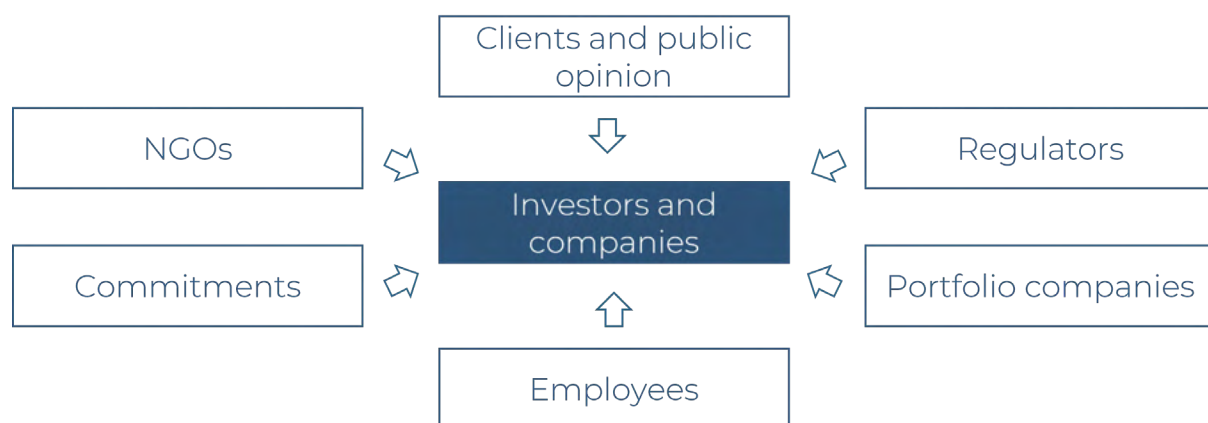 Clients and public
opinion
NGOs
Regulators
Investors and
companies
Commitments
Portfolio companies
Employees